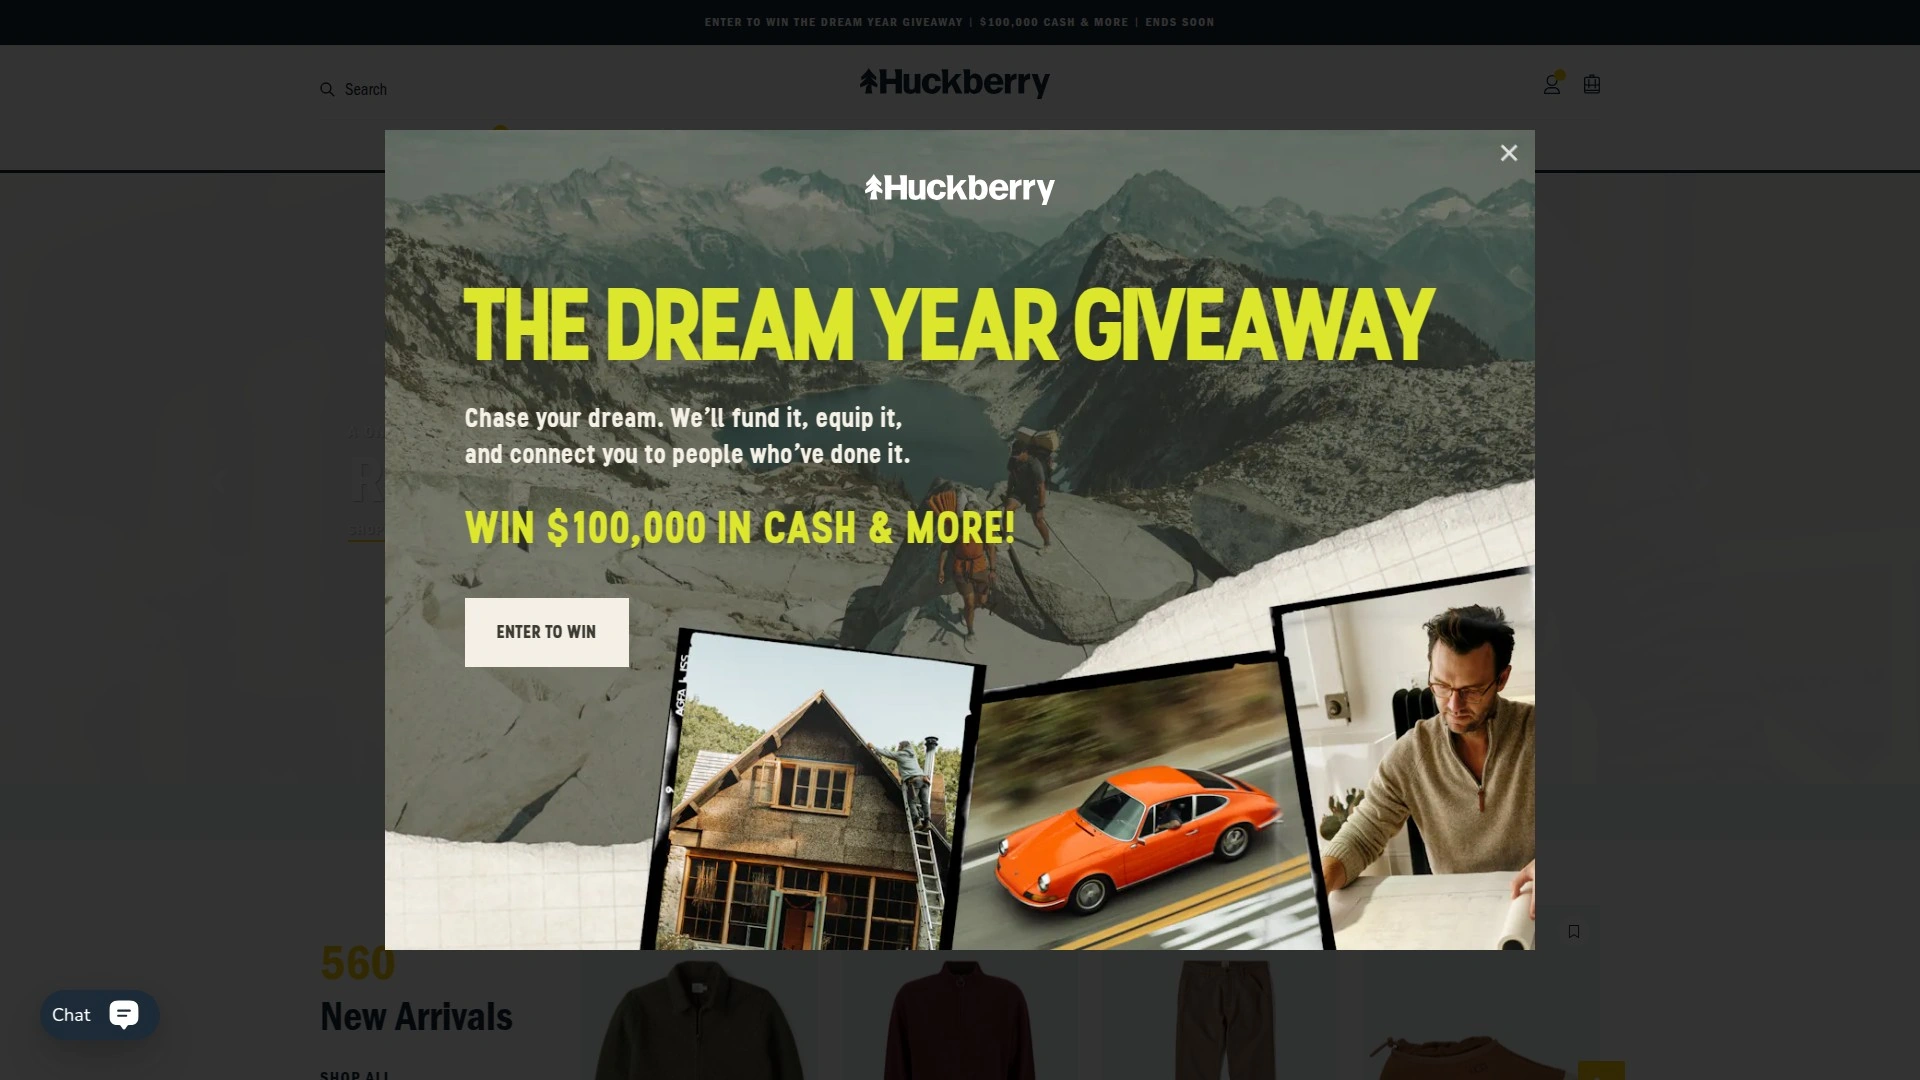 ENTER TO WIN THE DREAM YEAR GIVEAWAY | $100,000 CASH & MORE | ENDS SOON
Search
Huckberry
Huckberry
THE DREAM YEAR GIVEAWAY
Chase your dream. We’ll fund it, equip it,
and connect you to people who’ve done it.
WIN $100,000 IN CASH & MORE!
ENTER TO WIN
AGFA L ISS
560
New Arrivals
SHOP ALL
Chat